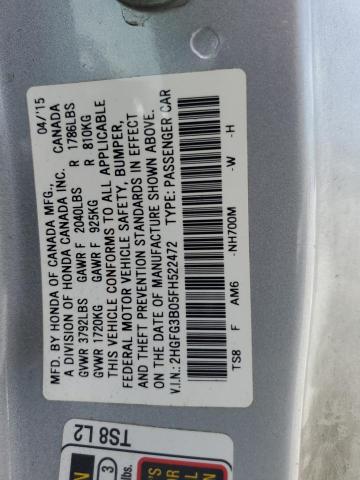 MFD. BY HONDA OF CANADA MFG., 04/15
A DIVISION OF HONDA CANADA INC. CANADA
GVWR 3792LBS GAWR F 2040LBS R 1786LBS
GVWR 1720KG GAWR F 925KG R 810KG
THIS VEHICLE CONFORMS TO ALL APPLICABLE
FEDERAL MOTOR VEHICLE SAFETY, BUMPER,
AND THEFT PREVENTION STANDARDS IN EFFECT
ON THE DATE OF MANUFACTURE SHOWN ABOVE.
V.I.N.: 2HGFG3B05FH522472 TYPE: PASSENGER CAR
TS8 F AM6 -NH700M -W -H
TS8 L2
3
lbs.